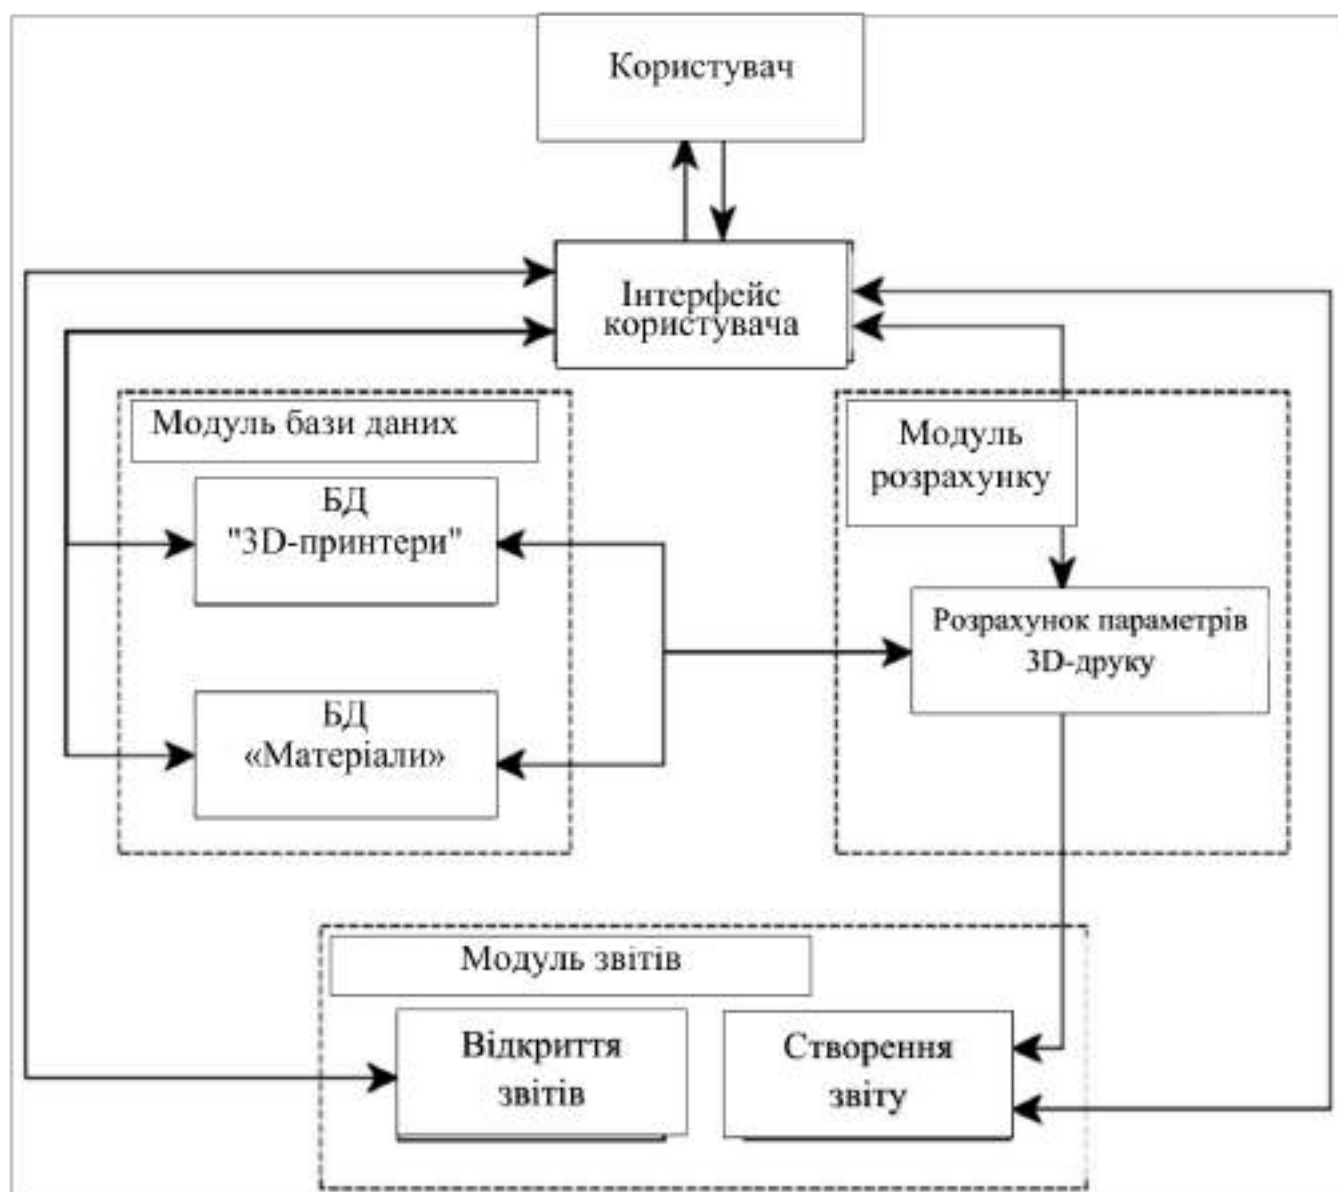 Користувач
Інтерфейс
користувача
Модуль бази даних
БД
"3D-принтери"
БД
«Матеріали»
Модуль
розрахунку
Розрахунок параметрів
3D-друку
Модуль звітів
Відкриття
звітів
Створення
звіту